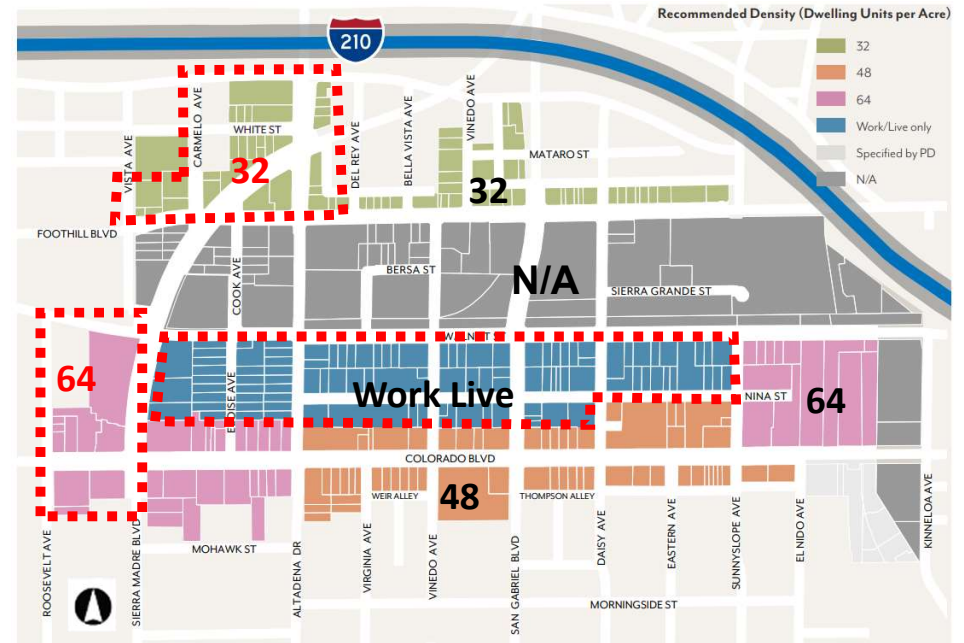 Recommended Density (Dwelling Units per Acre)
32
48
64
Work/Live only
Specified by PD
N/A
210
VISTA AVE
CARMELO AVE
WHITE ST
32
DEL REY AVE
BELLA VISTA AVE
VINEDO AVE
MATARO ST
32
FOOTHILL BLVD
COOK AVE
BERSA ST
N/A
SIERRA GRANDE ST
64
ELOISE AVE
Work Live
NINA ST
64
COLORADO BLVD
WEIR ALLEY
48
THOMPSON ALLEY
MOHAWK ST
ROOSEVELT AVE
SIERRA MADRE BLVD
ALTADENA DR
VIRGINIA AVE
VINEDO AVE
SAN GABRIEL BLVD
DAISY AVE
EASTERN AVE
SUNNYSLOPE AVE
EL NIDO AVE
KINNELOA AVE
MORNINGSIDE ST